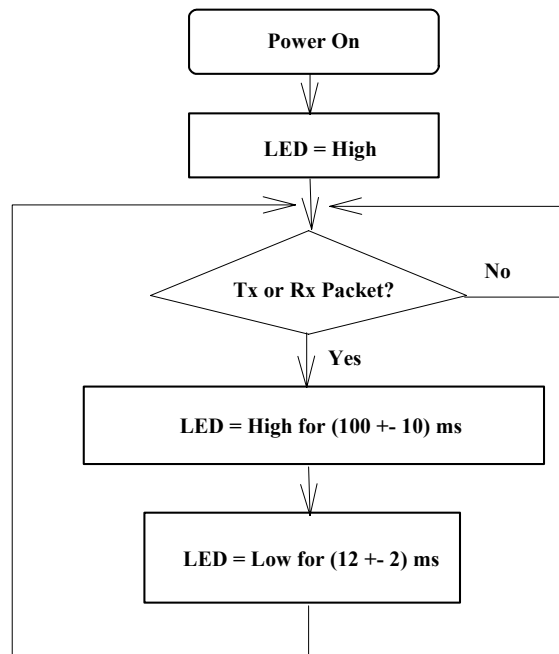 Power On
LED = High
Tx or Rx Packet?
No
Yes
LED = High for (100 +- 10) ms
LED = Low for (12 +- 2) ms